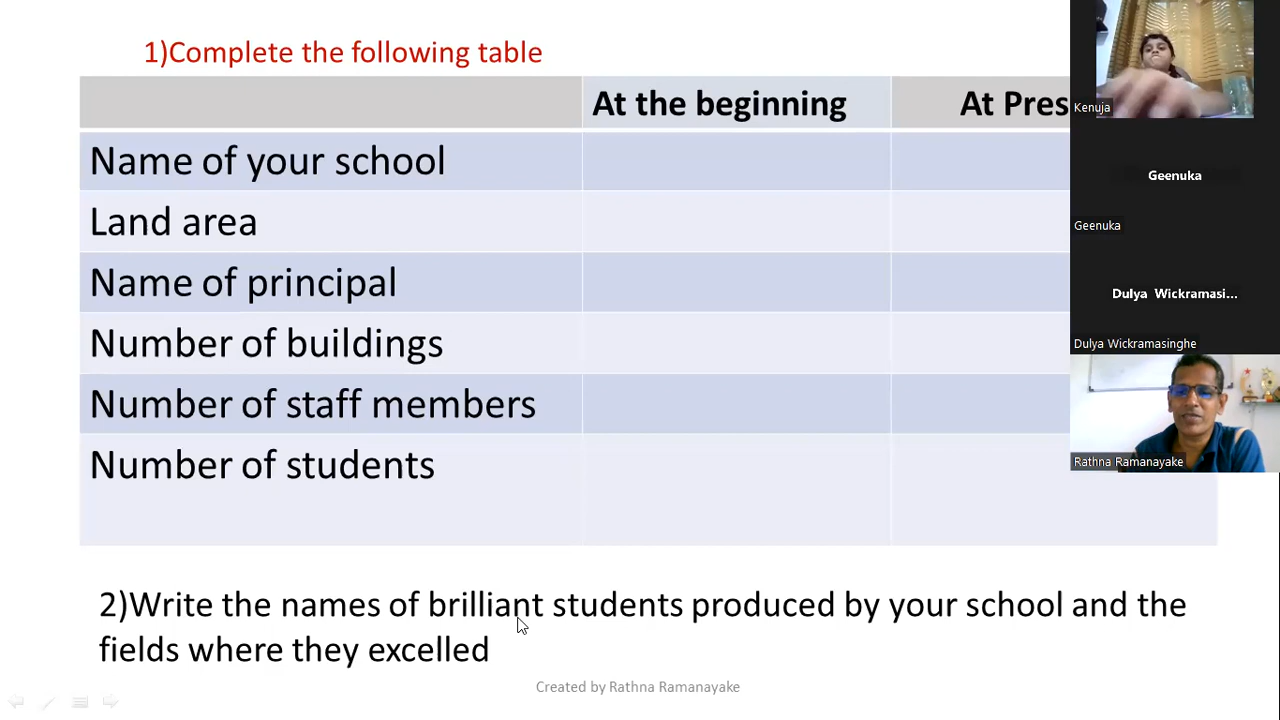 1)Complete the following table
At the beginning
At Pres
Name of your school
Land area
Name of principal
Number of buildings
Number of staff members
Number of students
2)Write the names of brilliant students produced by your school and the
fields where they excelled
Created by Rathna Ramanayake
Kenuja
Geenuka
Geenuka
Dulya Wickramasi...
Dulya Wickramasinghe
Rathna Ramanayake